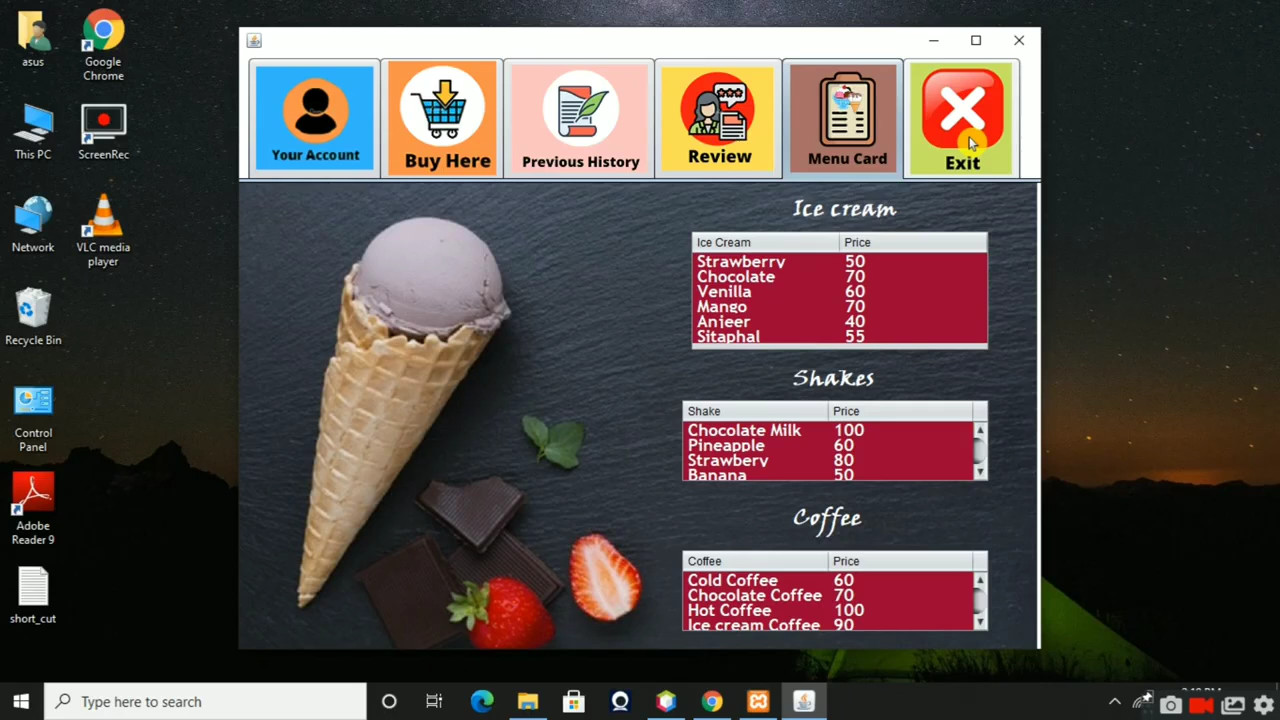 asus
Google Chrome
This PC
ScreenRec
Network
VLC media player
Recycle Bin
Control Panel
Adobe Reader 9
short_cut
Your Account
Buy Here
Previous History
Review
Menu Card
Exit
Ice cream
Ice Cream Price
Strawberry 50
Chocolate 70
Venilla 60
Mango 70
Anjeer 40
Sitaphal 55
Shakes
Shake Price
Chocolate Milk 100
Pineapple 60
Strawbery 80
Banana 50
Coffee
Coffee Price
Cold Coffee 60
Chocolate Coffee 70
Hot Coffee 100
Ice cream Coffee 90
Type here to search